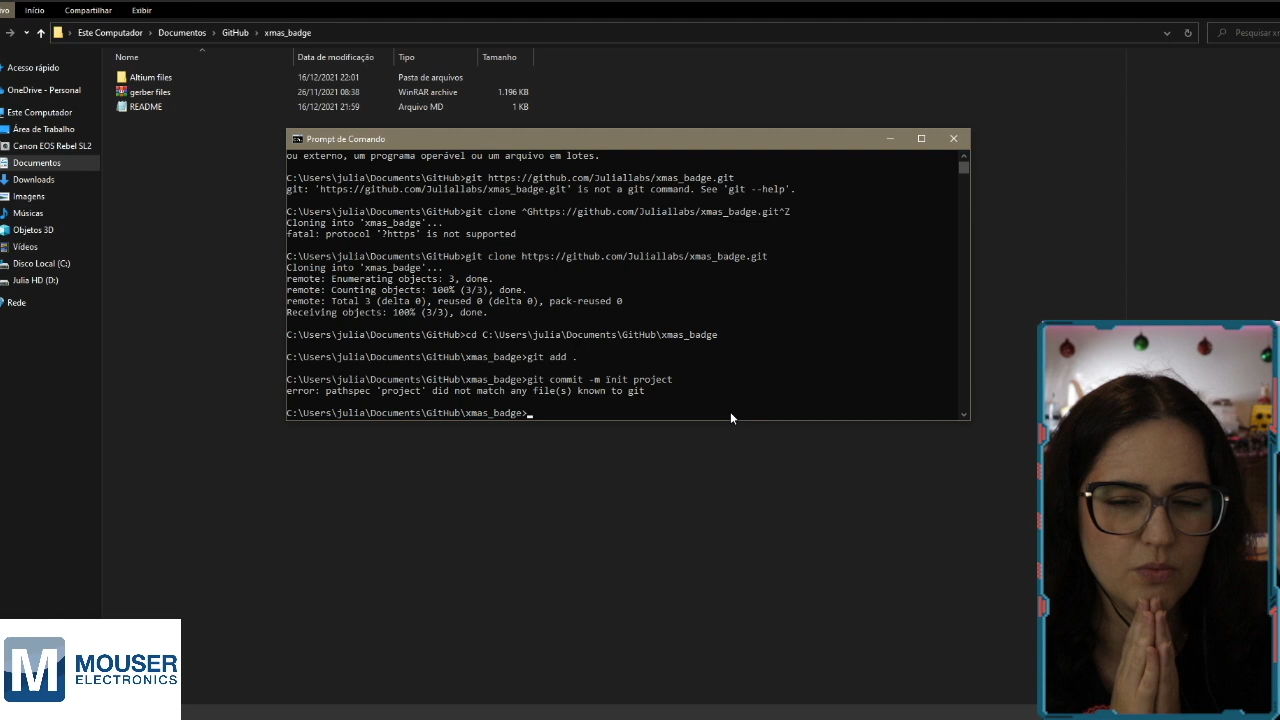 ivo
Início
Compartilhar
Exibir
Este Computador
Documentos
GitHub
xmas_badge
Pesquisar xm
Nome
Data de modificação
Tipo
Tamanho
Acesso rápido
OneDrive - Personal
Este Computador
Área de Trabalho
Canon EOS Rebel SL2
Documentos
Downloads
Imagens
Músicas
Objetos 3D
Vídeos
Disco Local (C:)
Julia HD (D:)
Rede
Altium files 16/12/2021 22:01 Pasta de arquivos
gerber files 26/11/2021 08:38 WinRAR archive 1.196 KB
README 16/12/2021 21:59 Arquivo MD 1 KB
Prompt de Comando
ou externo, um programa operável ou um arquivo em lotes.
C:\Users\julia\Documents\GitHub>git https://github.com/Juliallabs/xmas_badge.git
git: 'https://github.com/Juliallabs/xmas_badge.git' is not a git command. See 'git --help'.
C:\Users\julia\Documents\GitHub>git clone ^Ghttps://github.com/Juliallabs/xmas_badge.git^Z
Cloning into 'xmas_badge'...
fatal: protocol '?https' is not supported
C:\Users\julia\Documents\GitHub>git clone https://github.com/Juliallabs/xmas_badge.git
Cloning into 'xmas_badge'...
remote: Enumerating objects: 3, done.
remote: Counting objects: 100% (3/3), done.
remote: Total 3 (delta 0), reused 0 (delta 0), pack-reused 0
Receiving objects: 100% (3/3), done.
C:\Users\julia\Documents\GitHub>cd C:\Users\julia\Documents\GitHub\xmas_badge
C:\Users\julia\Documents\GitHub\xmas_badge>git add .
C:\Users\julia\Documents\GitHub\xmas_badge>git commit -m ïnit project
error: pathspec 'project' did not match any file(s) known to git
C:\Users\julia\Documents\GitHub\xmas_badge>
M MOUSER
ELECTRONICS